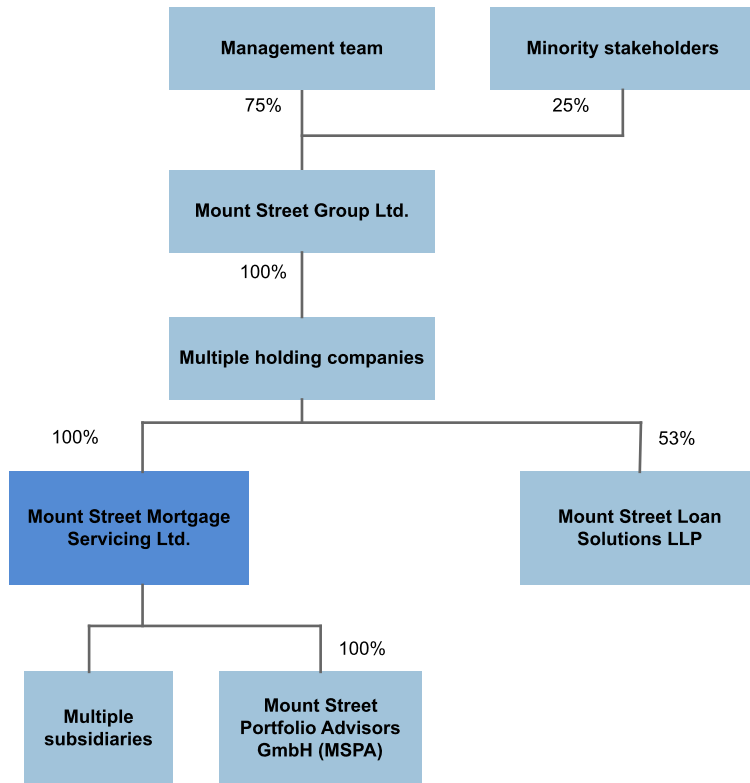 Management team
Minority stakeholders
75%
25%
Mount Street Group Ltd.
100%
Multiple holding companies
100%
53%
Mount Street Mortgage
Servicing Ltd.
Mount Street Loan
Solutions LLP
100%
Multiple
subsidiaries
Mount Street
Portfolio Advisors
GmbH (MSPA)